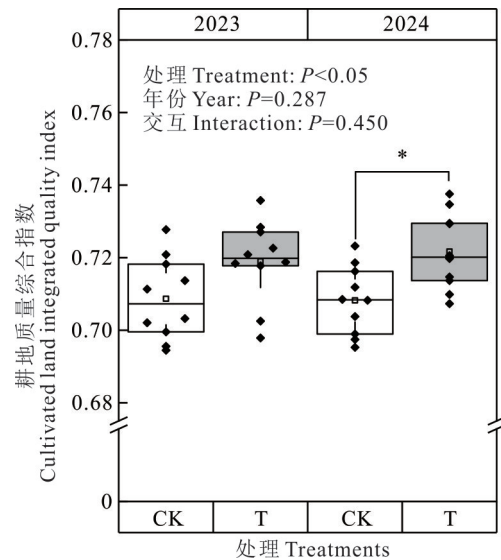 2023 2024
0.78
0.76
0.74
0.72
0.70
0.68
0
处理 Treatment: P<0.05
年份 Year: P=0.287
交互 Interaction: P=0.450
*
耕地质量综合指数
Cultivated land integrated quality index
CK T CK T
处理 Treatments